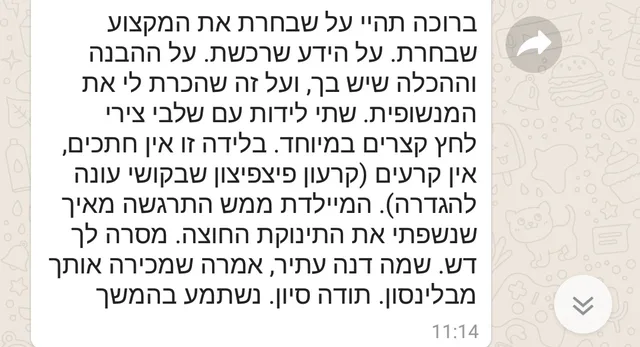 ברוכה תהיי על שבחרת את המקצוע
שבחרת. על הידע שרכשת. על ההבנה
וההכלה שיש בך, ועל זה שהכרת לי את
המנשופית. שתי לידות עם שלבי צירי
לחץ קצרים במיוחד. בלידה זו אין חתכים,
אין קרעים (קרעון פיצפיצון שבקושי עונה
להגדרה). המיילדת ממש התרגשה מאיך
שנשפתי את התינוקת החוצה. מסרה לך
דש. שמה דנה עתיר, אמרה שמכירה אותך
מבלינסון. תודה סיון. נשתמע בהמשך
11:14